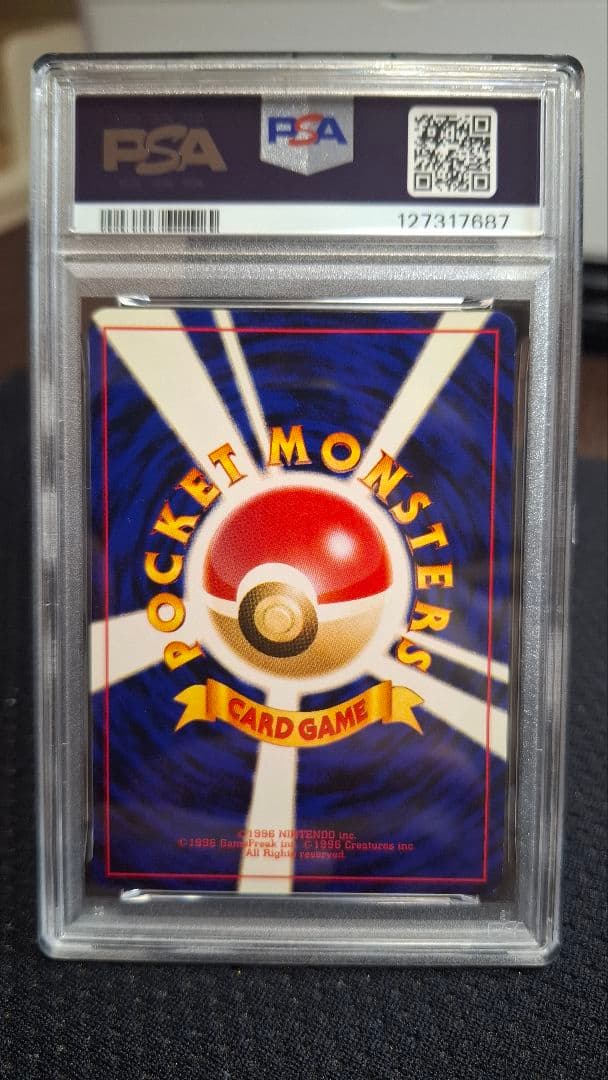 PSA
PSA
127317687
POCKET MONSTERS
CARD GAME
©1996 NINTENDO inc.
©1996 GameFreak inc. ©1996 Creatures inc.
All Rights reserved.